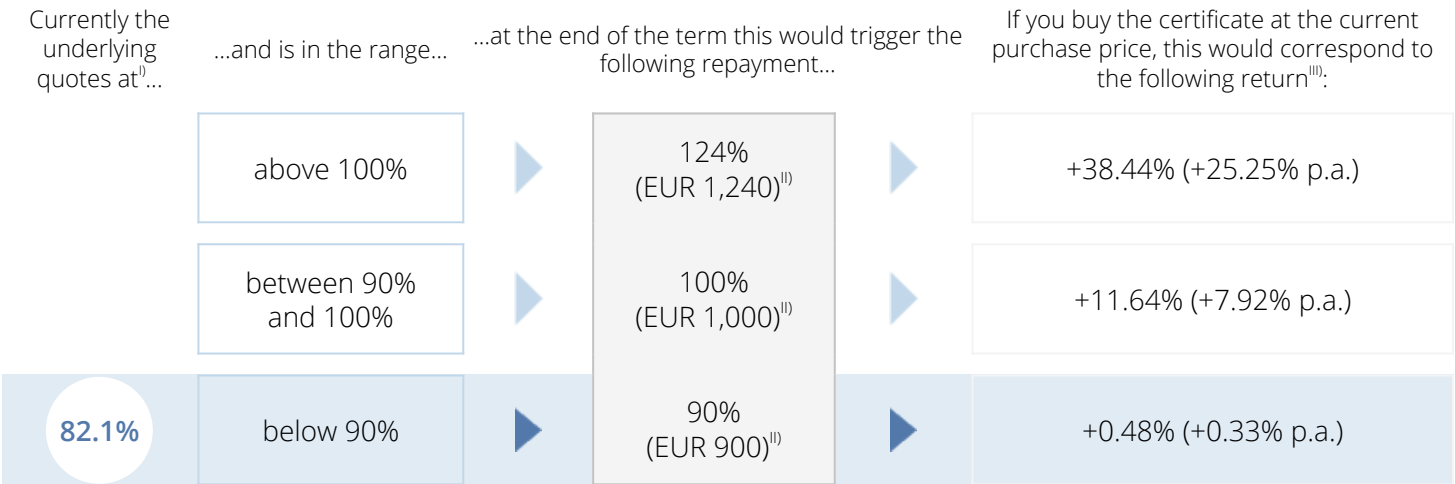 Currently the
underlying
quotes at^I)...
...and is in the range...
...at the end of the term this would trigger the
following repayment...
If you buy the certificate at the current
purchase price, this would correspond to
the following return^III):
above 100%
124%
(EUR 1,240)^II)
+38.44% (+25.25% p.a.)
between 90%
and 100%
100%
(EUR 1,000)^II)
+11.64% (+7.92% p.a.)
82.1%
below 90%
90%
(EUR 900)^II)
+0.48% (+0.33% p.a.)